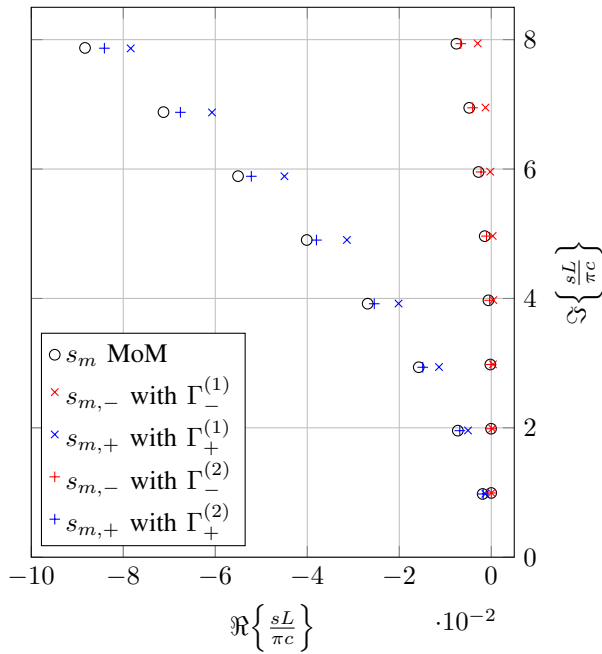 8
6
4
2
0
ℑ{sL/πc}
s_m MoM
s_{m,−} with Γ_−^{(1)}
s_{m,+} with Γ_+^{(1)}
s_{m,−} with Γ_−^{(2)}
s_{m,+} with Γ_+^{(2)}
−10 −8 −6 −4 −2 0
ℜ{sL/πc} ·10^{−2}